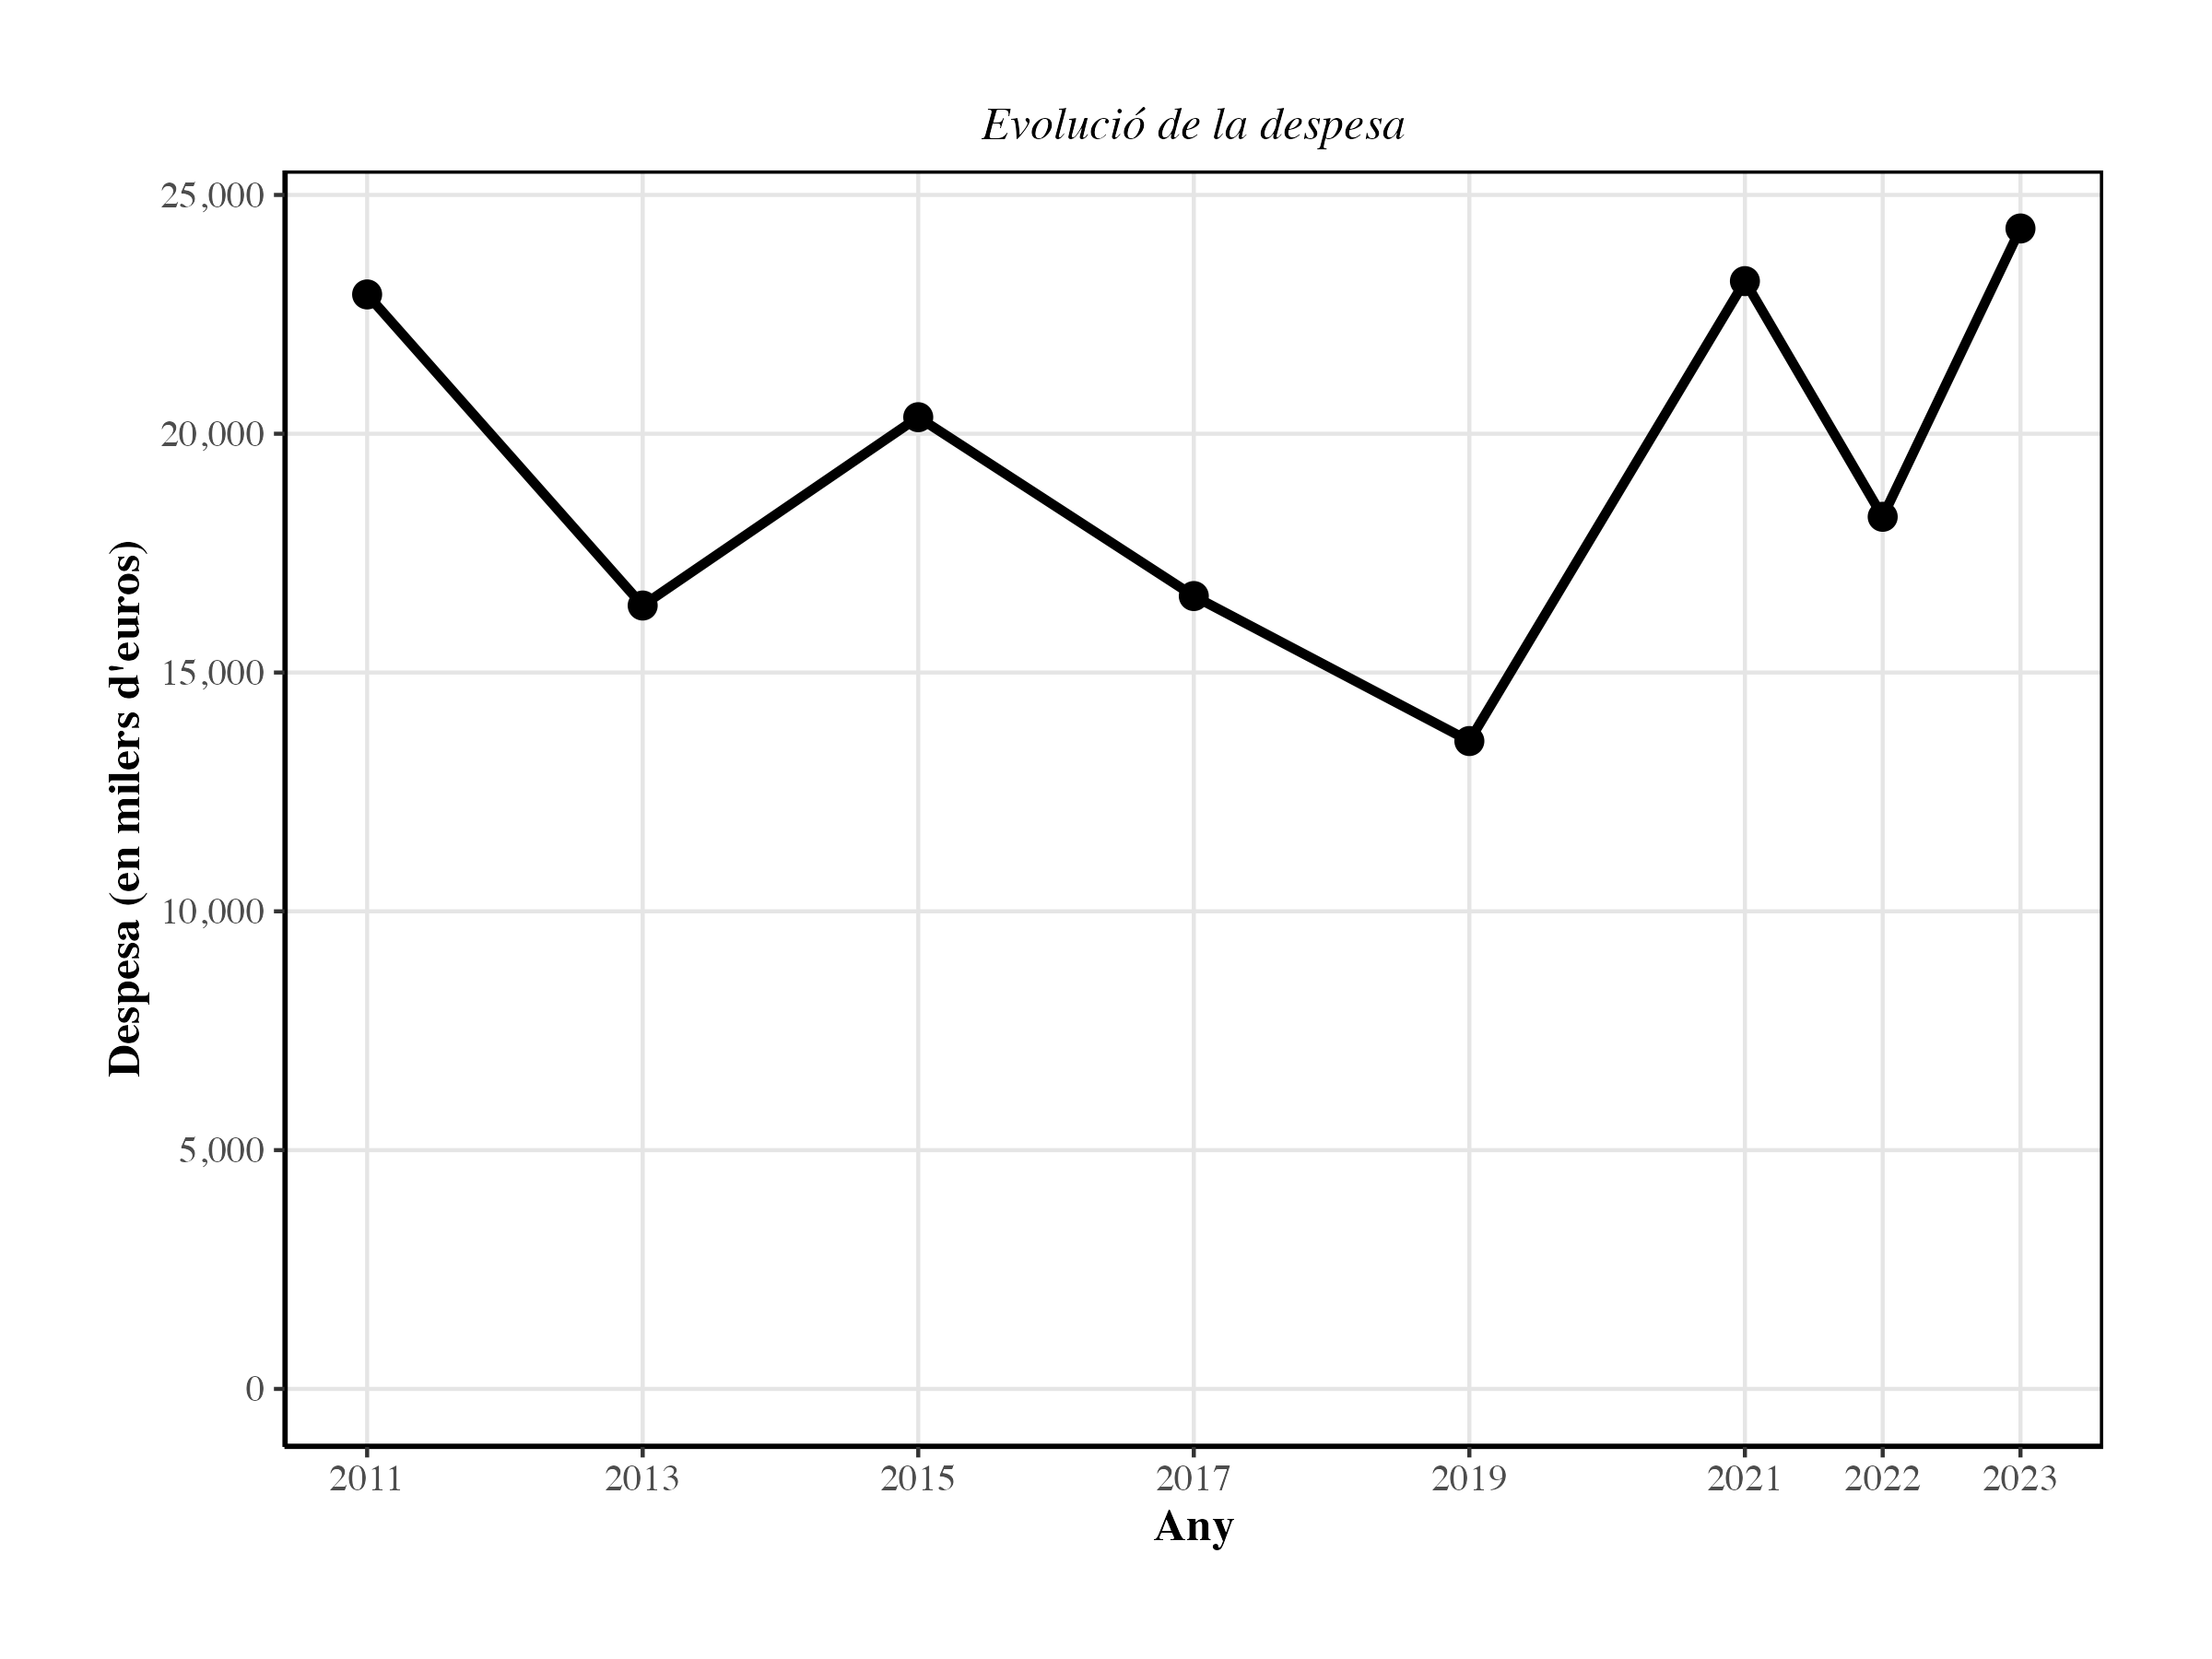 Evolució de la despesa
25,000
20,000
15,000
10,000
5,000
0
Despesa (en milers d'euros)
2011 2013 2015 2017 2019 2021 2022 2023
Any